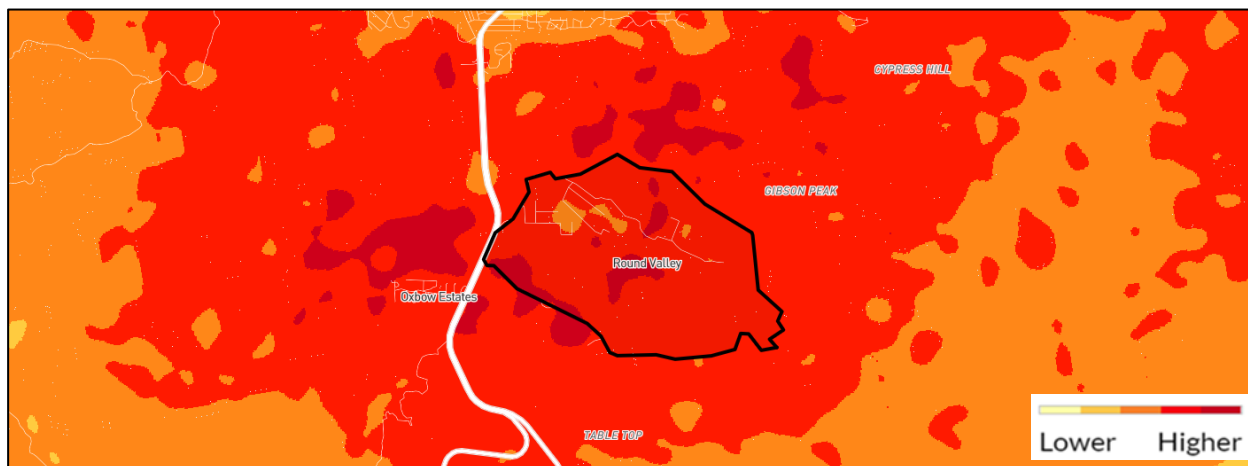 CYPRESS HILL
GIBSON PEAK
Round Valley
Oxbow Estates
TABLE TOP
Lower Higher